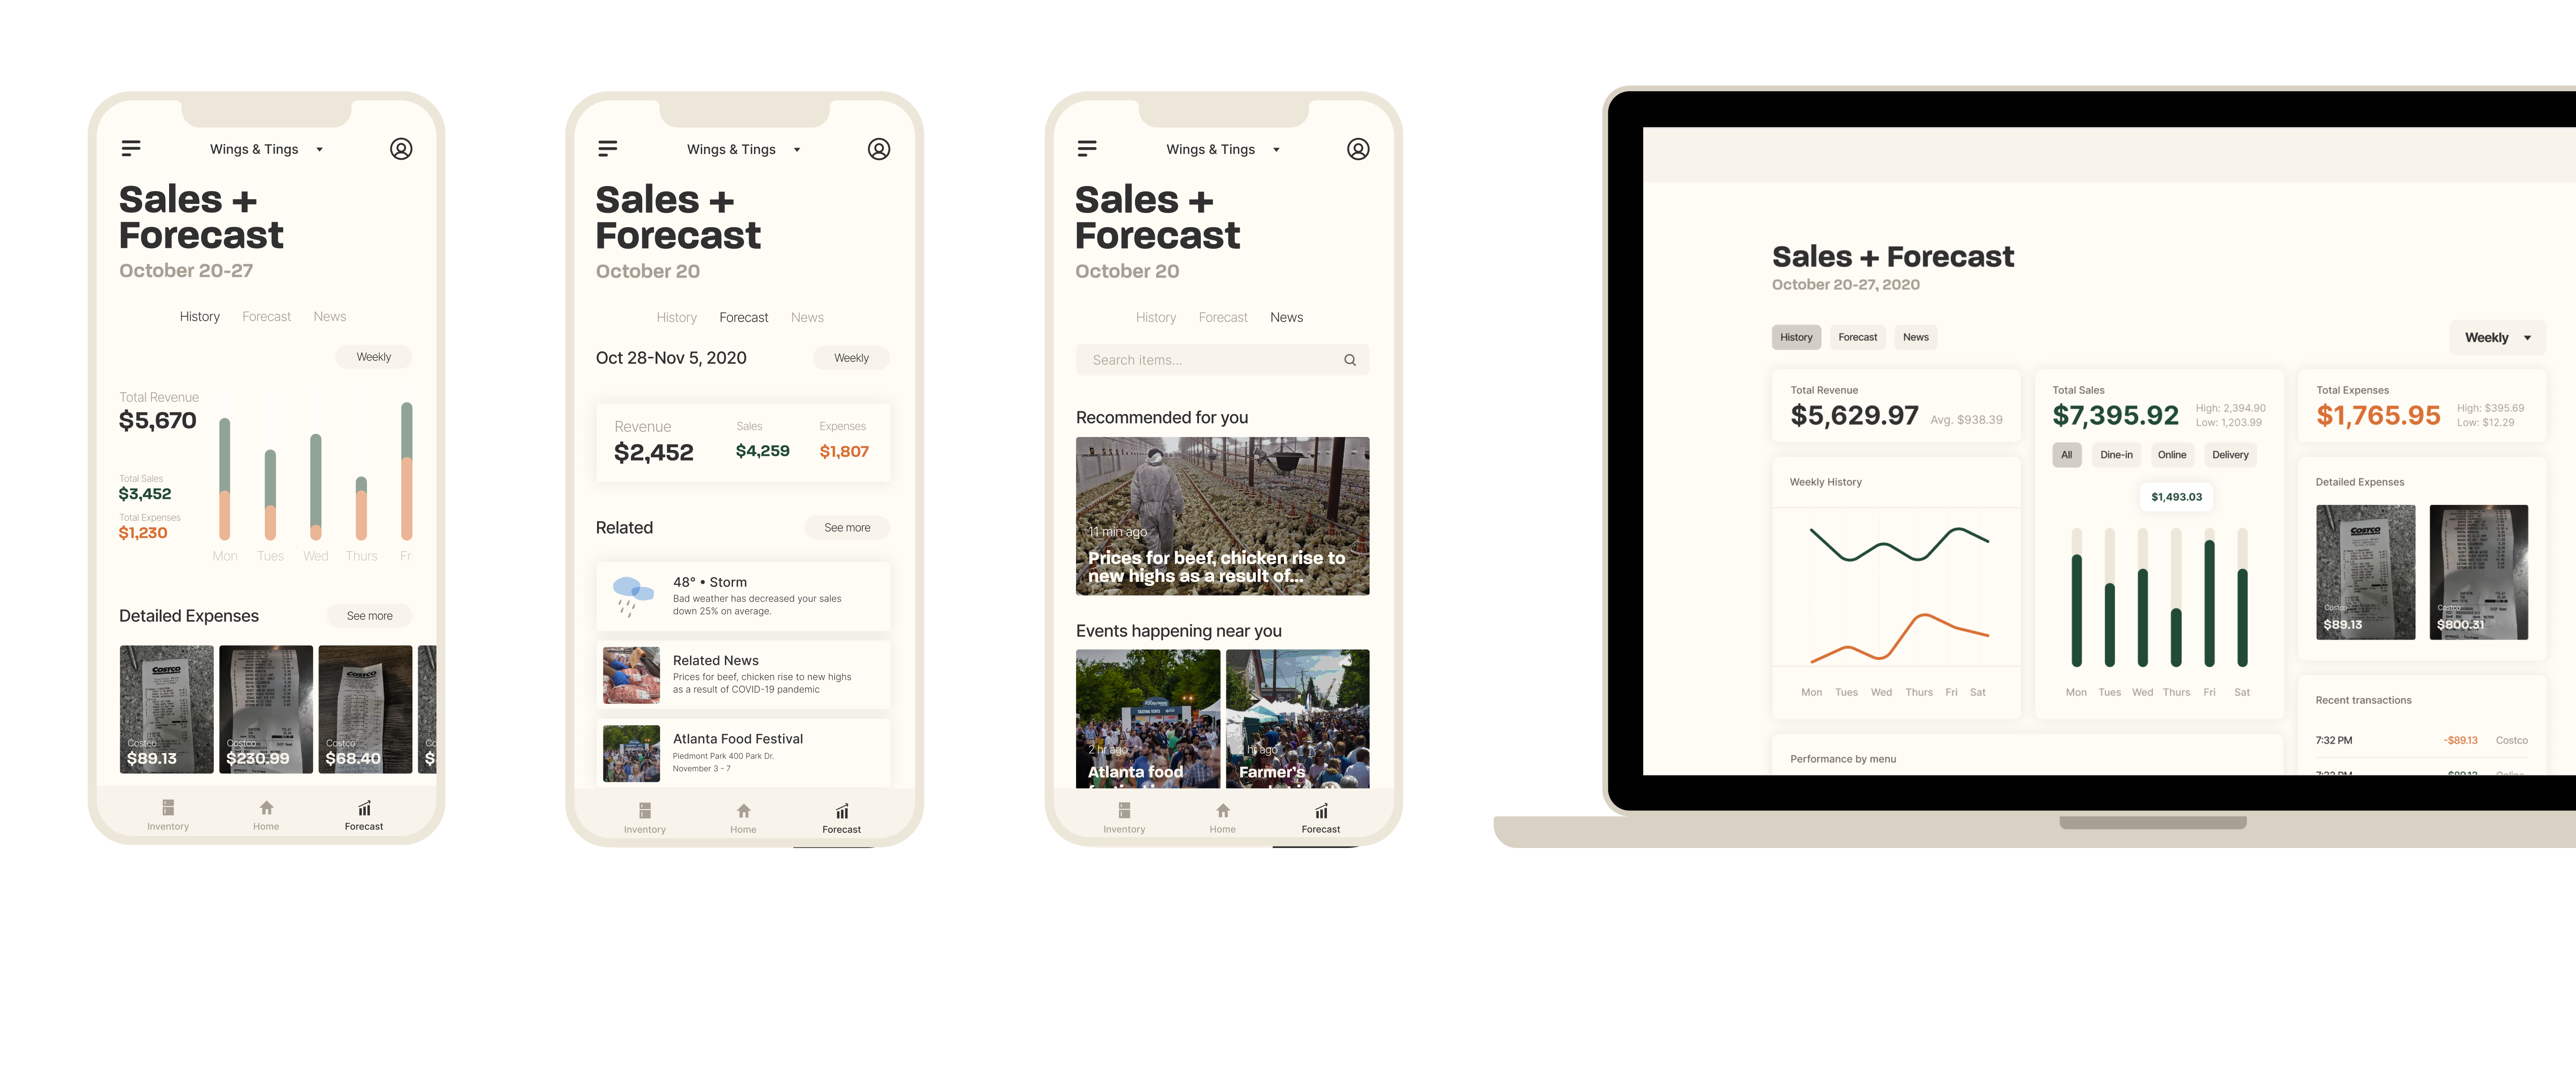 Wings & Tings
Sales +
Forecast
October 20-27
History Forecast News
Weekly
Total Revenue
$5,670
Total Sales
$3,452
Total Expenses
$1,230
Mon Tues Wed Thurs Fr
Detailed Expenses
See more
COSTCO
Costco
$89.13
Costco
$230.99
COSTCO
Costco
$68.40
Co
$
Inventory Home Forecast
Wings & Tings
Sales +
Forecast
October 20
History Forecast News
Oct 28-Nov 5, 2020
Weekly
Revenue
$2,452
Sales
$4,259
Expenses
$1,807
Related
See more
48° • Storm
Bad weather has decreased your sales
down 25% on average.
Related News
Prices for beef, chicken rise to new highs
as a result of COVID-19 pandemic
Atlanta Food Festival
Piedmont Park 400 Park Dr.
November 3 - 7
Inventory Home Forecast
Wings & Tings
Sales +
Forecast
October 20
History Forecast News
Search items...
Recommended for you
11 min ago
Prices for beef, chicken rise to
new highs as a result of...
Events happening near you
2 hr ago
Atlanta food
2 hr ago
Farmer's
Inventory Home Forecast
Sales + Forecast
October 20-27, 2020
History Forecast News
Weekly
Total Revenue
$5,629.97
Avg. $938.39
Weekly History
Mon Tues Wed Thurs Fri Sat
Performance by menu
Total Sales
$7,395.92
High: 2,394.90
Low: 1,203.99
All Dine-in Online Delivery
$1,493.03
Mon Tues Wed Thurs Fri Sat
Total Expenses
$1,765.95
High: $395.69
Low: $12.29
Detailed Expenses
COSTCO
Costco
$89.13
Costco
$800.31
Recent transactions
7:32 PM -$89.13 Costco